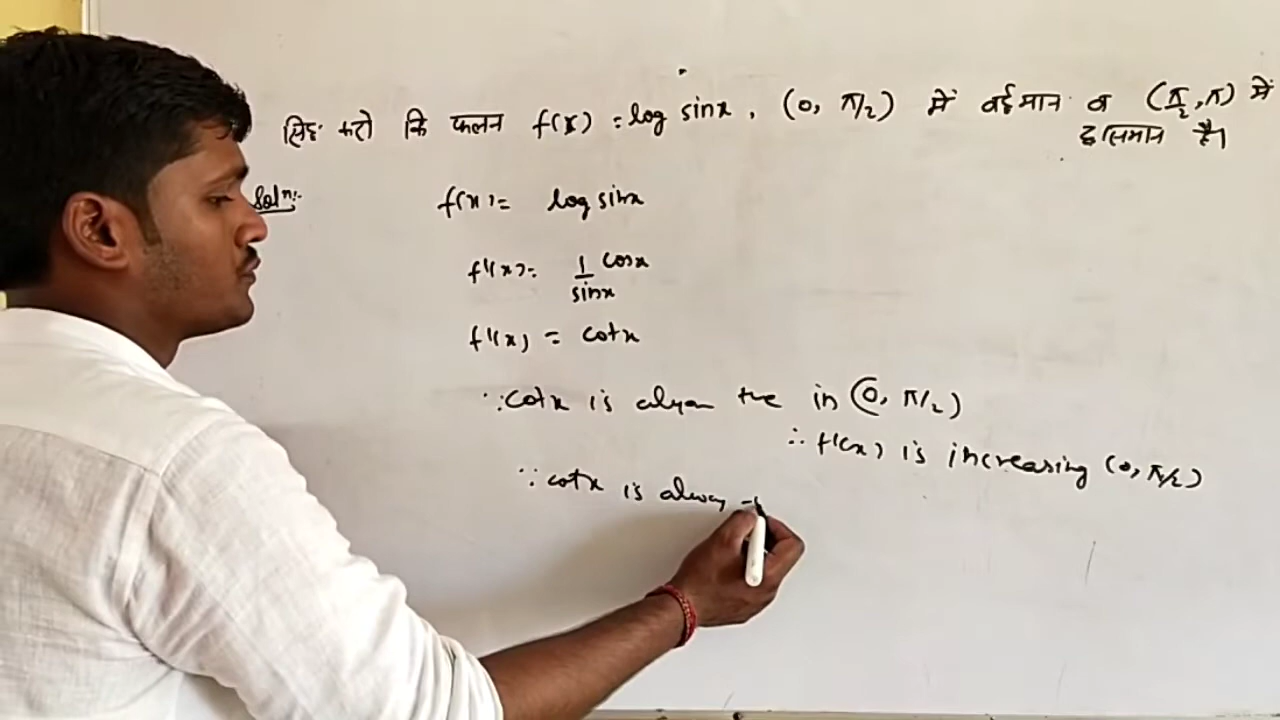 सिद्ध करो कि फलन f(x) = log sinx, (0, π/2) में वर्द्धमान व (π/2, π) में
ह्रासमान है।
Solⁿ:-
f(x) = log sinx
f'(x) = 1/sinx cosx
f'(x) = cotx
∵ cotx is always +ve in (0, π/2)
∴ f(x) is increasing (0, π/2)
∵ cotx is alway -